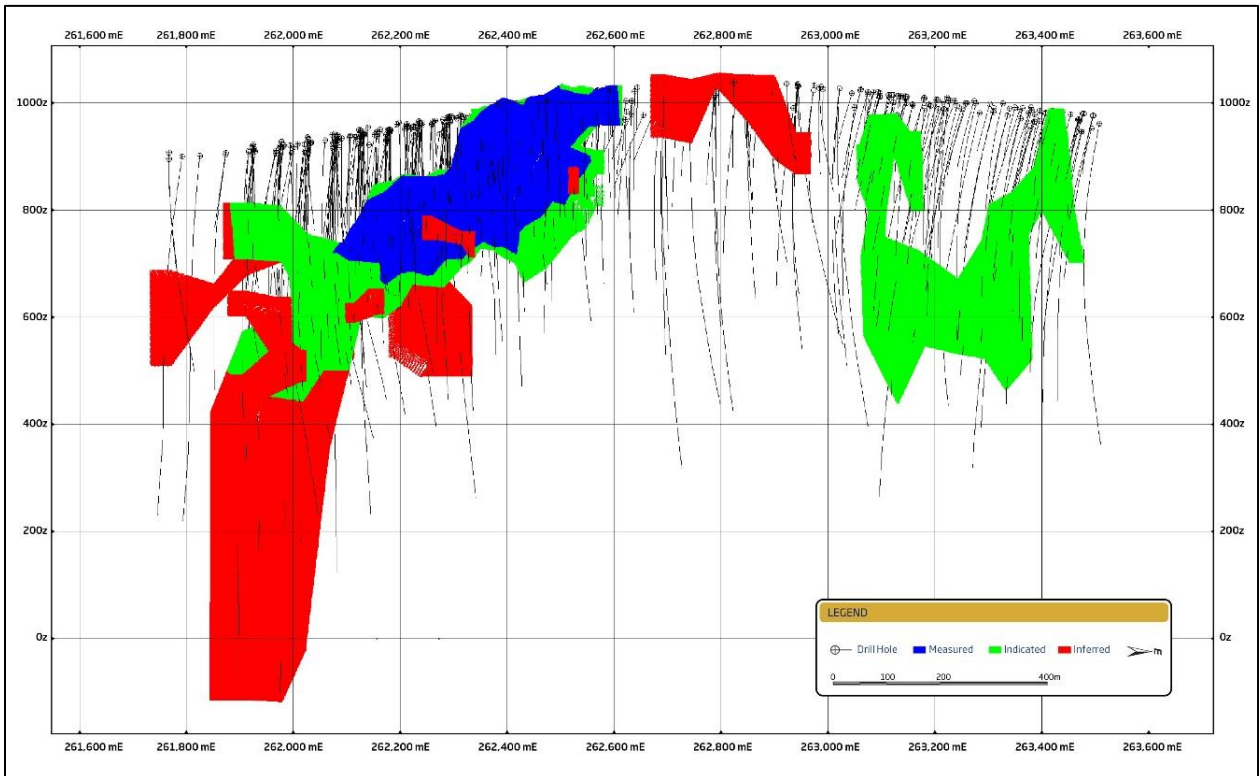 261,600 mE 261,800 mE 262,000 mE 262,200 mE 262,400 mE 262,600 mE 262,800 mE 263,000 mE 263,200 mE 263,400 mE 263,600 mE
1000z 1000z
800z 800z
600z 600z
400z 400z
200z 200z
0z 0z
LEGEND
Drill Hole Measured Indicated Inferred m
0 100 200 400m
261,600 mE 261,800 mE 262,000 mE 262,200 mE 262,400 mE 262,600 mE 262,800 mE 263,000 mE 263,200 mE 263,400 mE 263,600 mE